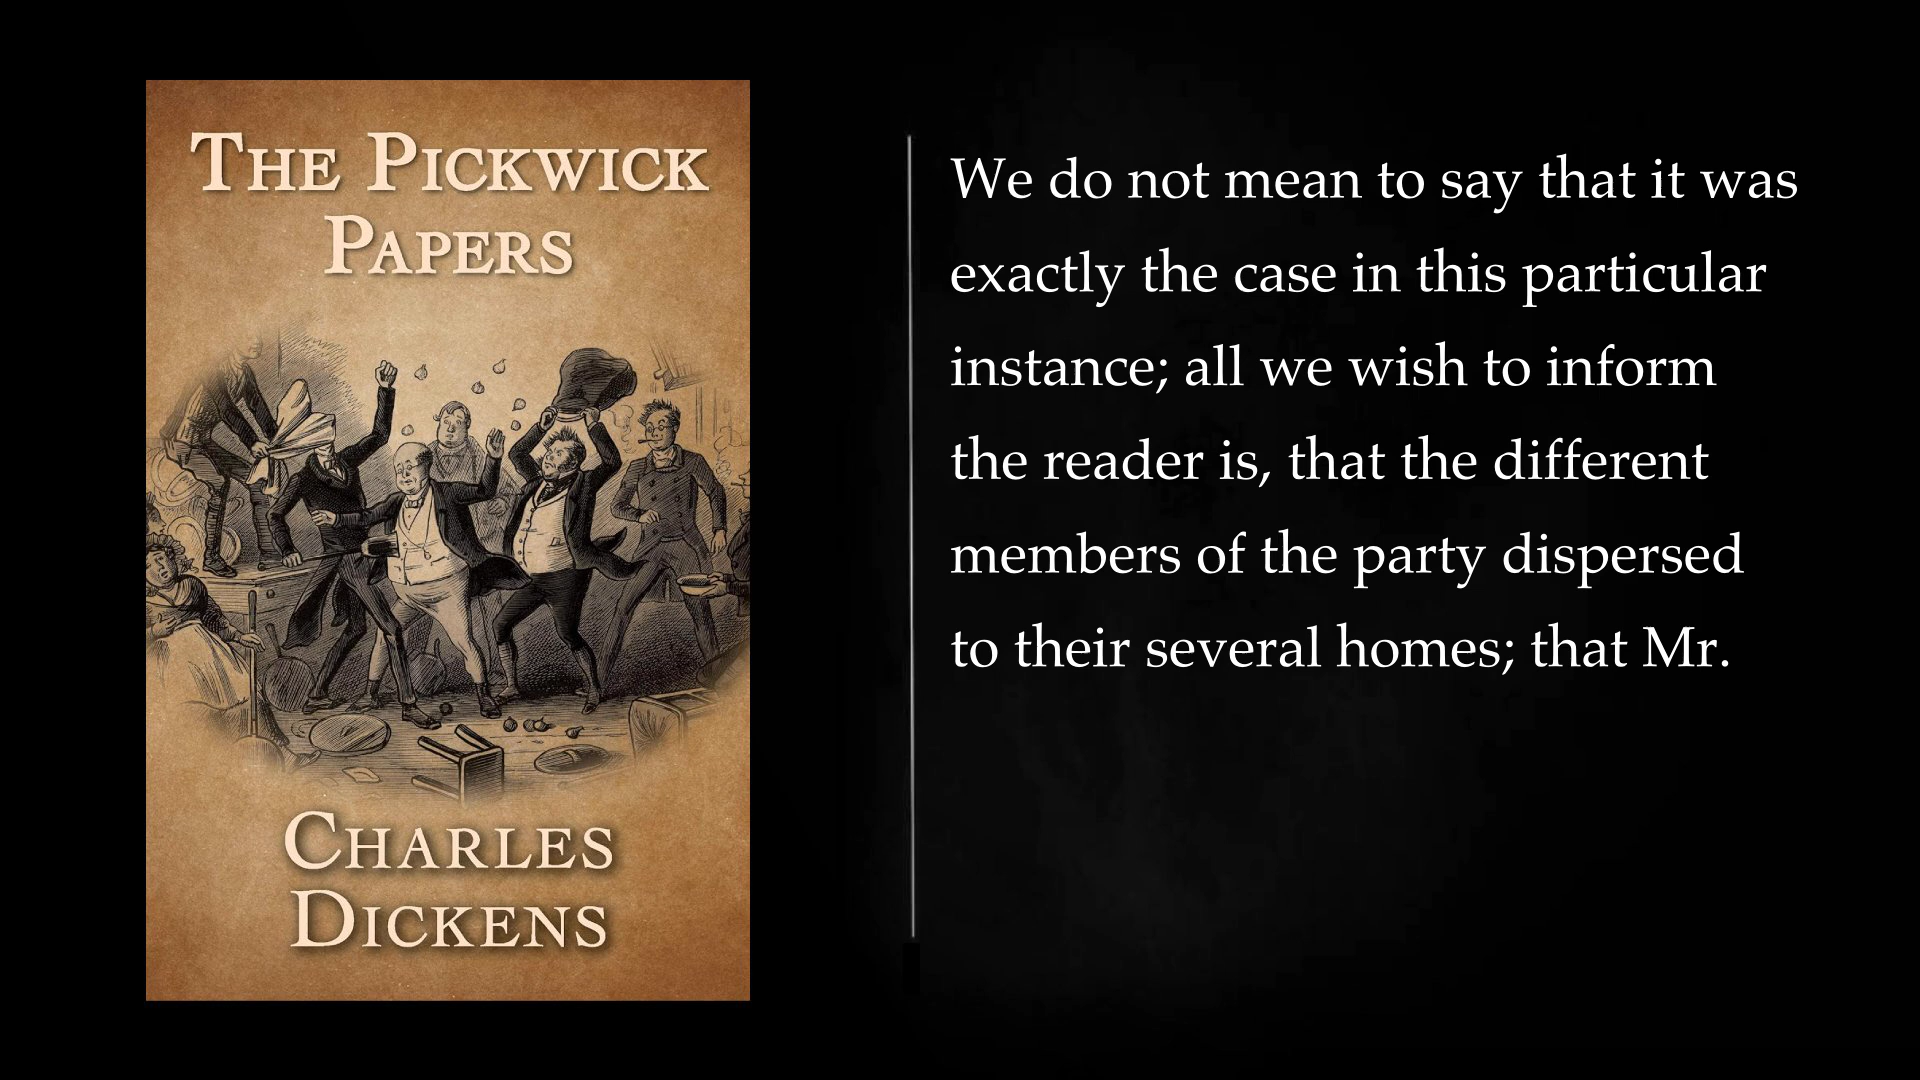 THE PICKWICK
PAPERS
CHARLES
DICKENS
We do not mean to say that it was
exactly the case in this particular
instance; all we wish to inform
the reader is, that the different
members of the party dispersed
to their several homes; that Mr.